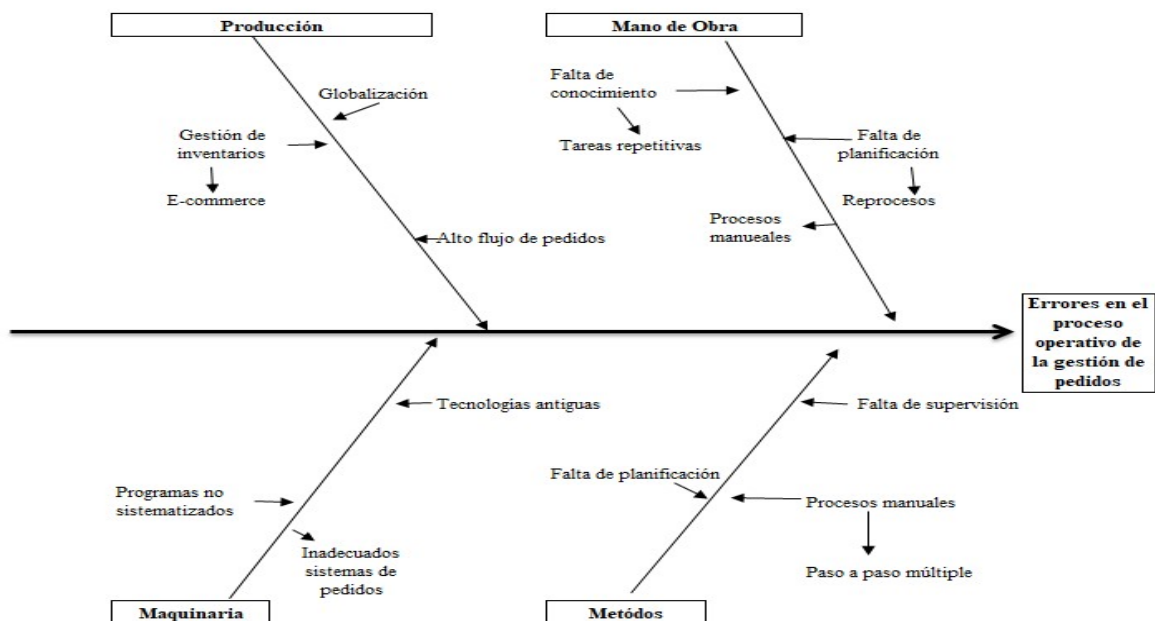 Producción
Mano de Obra
Globalización
Gestión de
inventarios
E-commerce
Alto flujo de pedidos
Falta de
conocimiento
Tareas repetitivas
Falta de
planificación
Reprocesos
Procesos
manueales
Errores en el
proceso
operativo de
la gestión de
pedidos
Tecnologías antiguas
Programas no
sistematizados
Inadecuados
sistemas de
pedidos
Maquinaria
Falta de supervisión
Falta de planificación
Procesos manuales
Paso a paso múltiple
Metódos